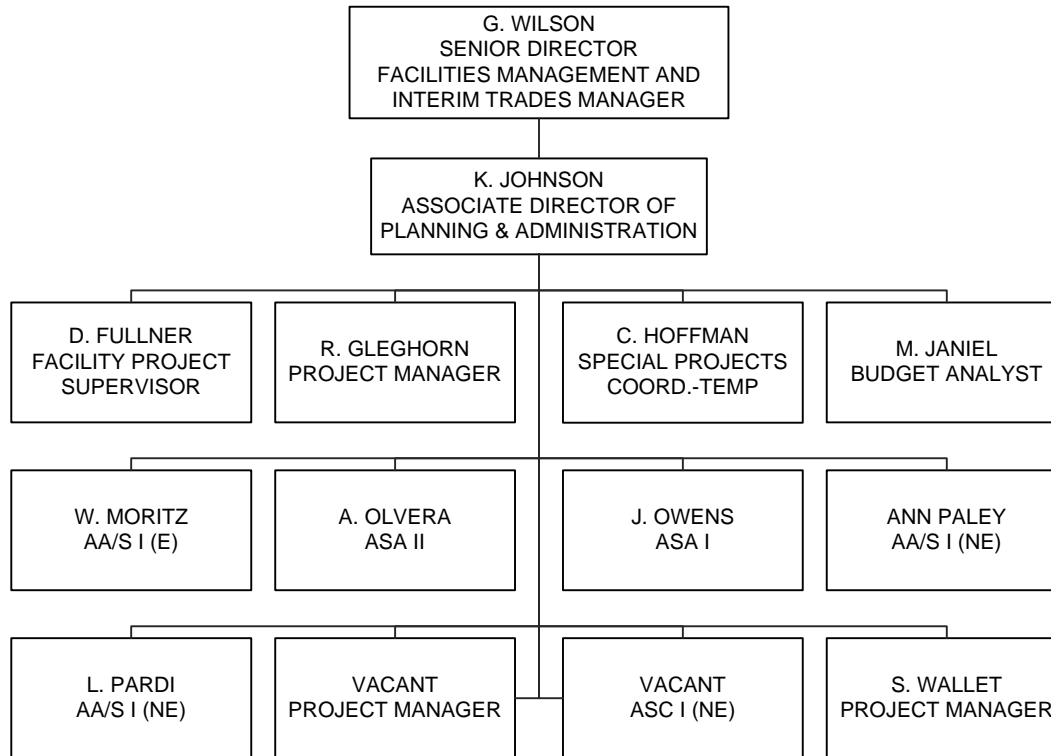 G. WILSON
SENIOR DIRECTOR
FACILITIES MANAGEMENT AND
INTERIM TRADES MANAGER
K. JOHNSON
ASSOCIATE DIRECTOR OF
PLANNING & ADMINISTRATION
D. FULLNER
FACILITY PROJECT
SUPERVISOR
R. GLEGHORN
PROJECT MANAGER
C. HOFFMAN
SPECIAL PROJECTS
COORD.-TEMP
M. JANIEL
BUDGET ANALYST
W. MORITZ
AA/S I (E)
A. OLVERA
ASA II
J. OWENS
ASA I
ANN PALEY
AA/S I (NE)
L. PARDI
AA/S I (NE)
VACANT
PROJECT MANAGER
VACANT
ASC I (NE)
S. WALLET
PROJECT MANAGER